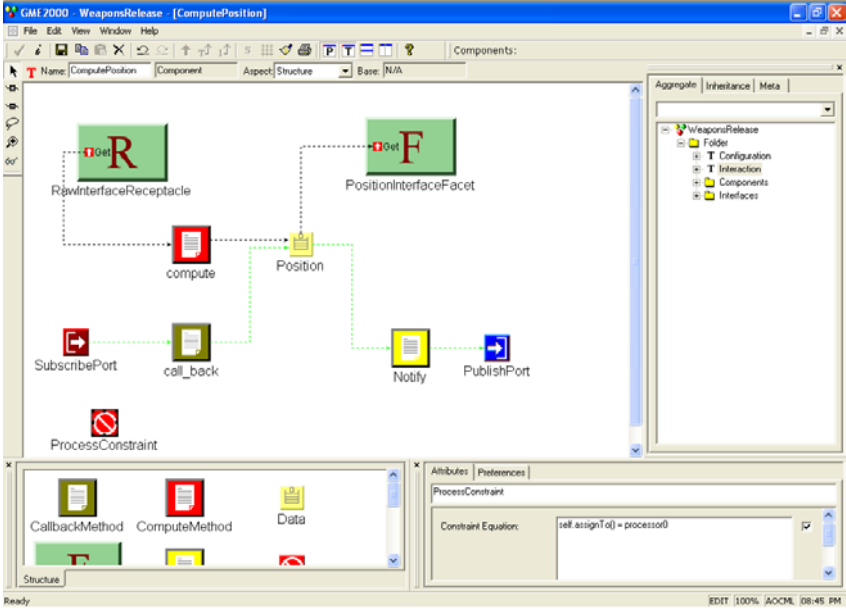 GME2000 - WeaponsRelease - [ComputePosition]
File Edit View Window Help
Components:
Name: ComputePosition Component Aspect: Structure Base: N/A
Get R
RawInterfaceReceptacle
Get F
PositionInterfaceFacet
compute
Position
SubscribePort
call_back
Notify
PublishPort
ProcessConstraint
Aggregate Inheritance Meta
WeaponsRelease
Folder
T Configuration
T Interaction
Components
Interfaces
CallbackMethod
ComputeMethod
Data
F
Structure
Attributes Preferences
ProcessConstraint
Constraint Equation: self.assignTo() = processor0
Ready
EDIT 100% AOCML 08:45 PM